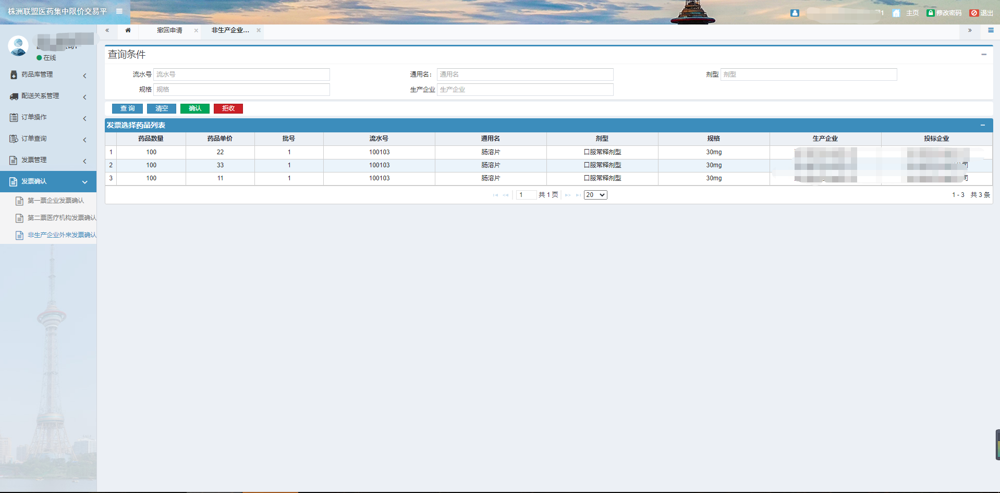 株洲联盟医药集中限价交易平
1 主页 修改密码 退出
« 撤回申请 × 非生产企业... × »
在线
药品库管理
配送关系管理
订单操作
订单查询
发票管理
发票确认
第一票企业发票确认
第二票医疗机构发票确认
非生产企业外来发票确认
查询条件
流水号 流水号 通用名： 通用名 剂型 剂型
规格 规格 生产企业 生产企业
查 询 清空 确认 拒收
发票选择药品列表
药品数量 药品单价 批号 流水号 通用名 剂型 规格 生产企业 投标企业
1 100 22 1 100103 肠溶片 口服常释剂型 30mg
2 100 33 1 100103 肠溶片 口服常释剂型 30mg 司
3 100 11 1 100103 肠溶片 口服常释剂型 30mg 司
1 共 1 页 20 1 - 3 共 3 条